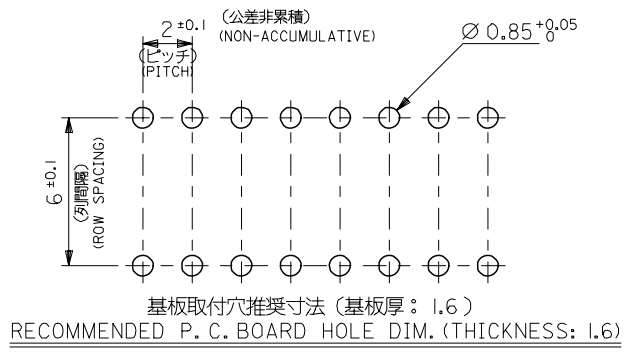 2 ±0.1 (公差非累積)
(NON-ACCUMULATIVE)
(ピッチ)
(PITCH)
Ø 0.85 +0.05 0
6 ±0.1
(列間隔)
(ROW SPACING)
基板取付穴推奨寸法 (基板厚: 1.6)
RECOMMENDED P.C.BOARD HOLE DIM.(THICKNESS: 1.6)